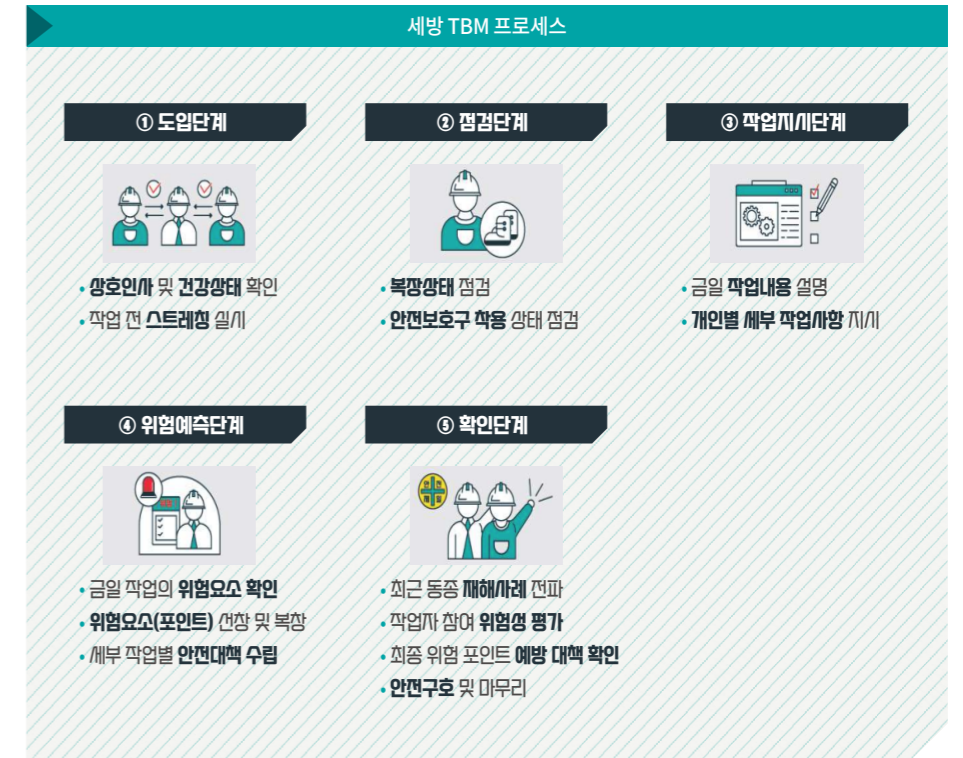 세방 TBM 프로세스
① 도입단계
• 상호인사 및 건강상태 확인
• 작업 전 스트레칭 실시
② 점검단계
• 복장상태 점검
• 안전보호구 착용 상태 점검
③ 작업지시단계
• 금일 작업내용 설명
• 개인별 세부 작업사항 지시
④ 위험예측단계
• 금일 작업의 위험요소 확인
• 위험요소(포인트) 선창 및 복창
• 세부 작업별 안전대책 수립
⑤ 확인단계
• 최근 동종 재해사례 전파
• 작업자 참여 위험성 평가
• 최종 위험 포인트 예방 대책 확인
• 안전구호 및 마무리